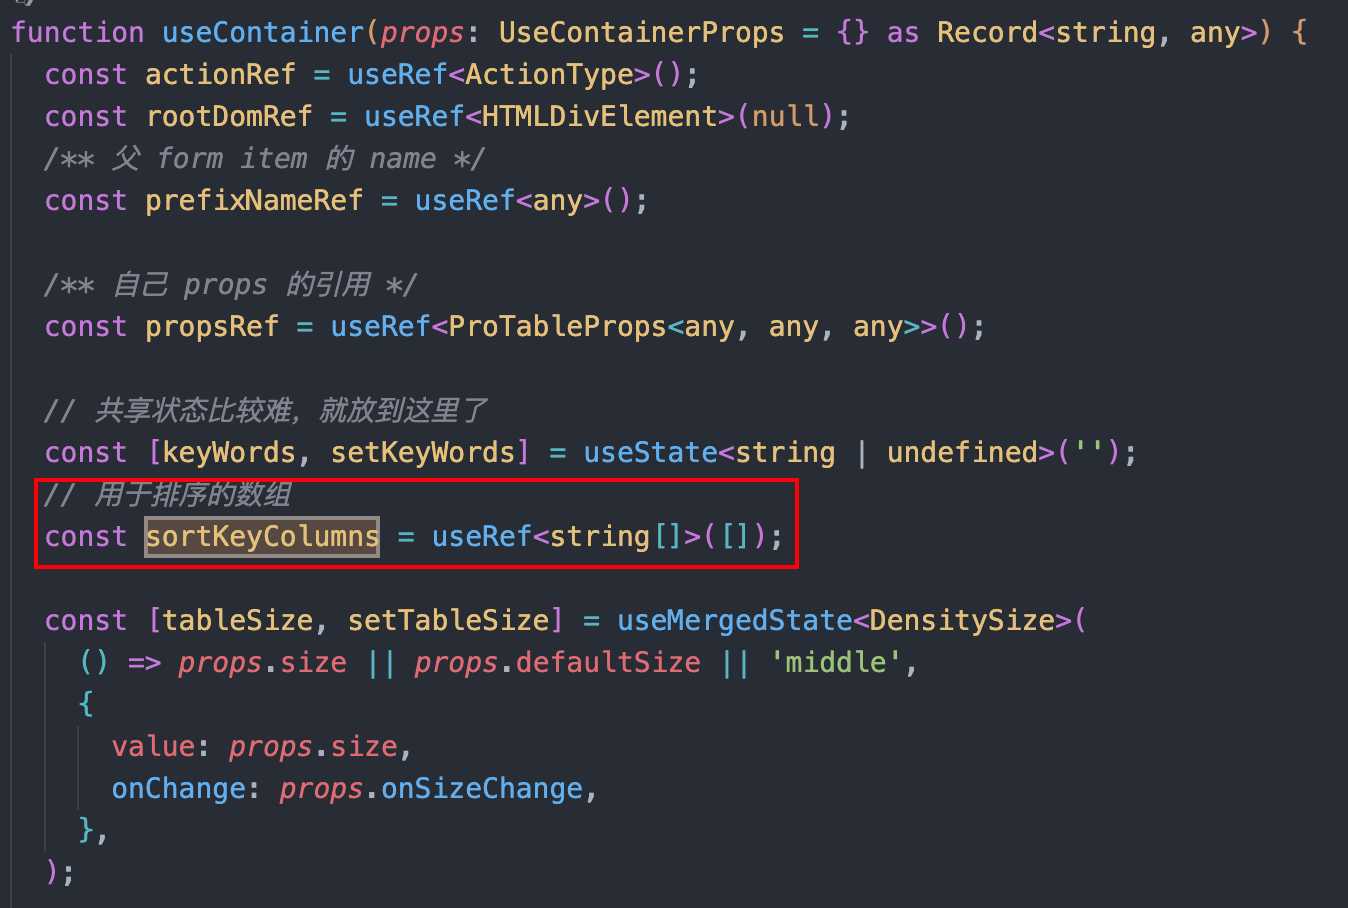 function useContainer(props: UseContainerProps = {} as Record<string, any>) {
const actionRef = useRef<ActionType>();
const rootDomRef = useRef<HTMLDivElement>(null);
/** 父 form item 的 name */
const prefixNameRef = useRef<any>();
/** 自己 props 的引用 */
const propsRef = useRef<ProTableProps<any, any, any>>();
// 共享状态比较难，就放到这里了
const [keyWords, setKeyWords] = useState<string | undefined>('');
// 用于排序的数组
const sortKeyColumns = useRef<string[]>([]);
const [tableSize, setTableSize] = useMergedState<DensitySize>(
() => props.size || props.defaultSize || 'middle',
{
value: props.size,
onChange: props.onSizeChange,
},
);